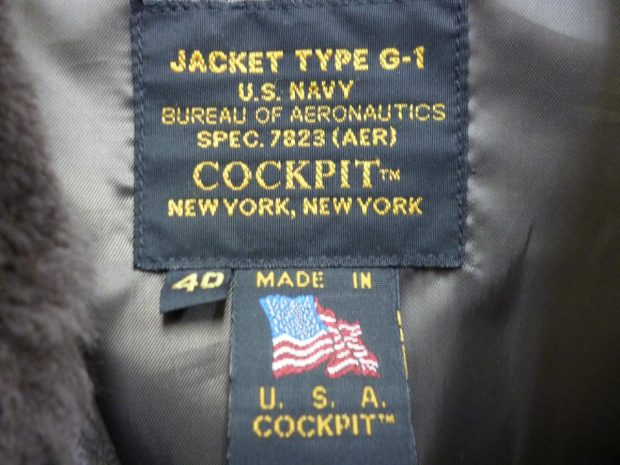 JACKET TYPE G-1
U.S. NAVY
BUREAU OF AERONAUTICS
SPEC. 7823 (AER)
COCKPIT™
NEW YORK, NEW YORK
40
MADE IN
U. S. A.
COCKPIT™